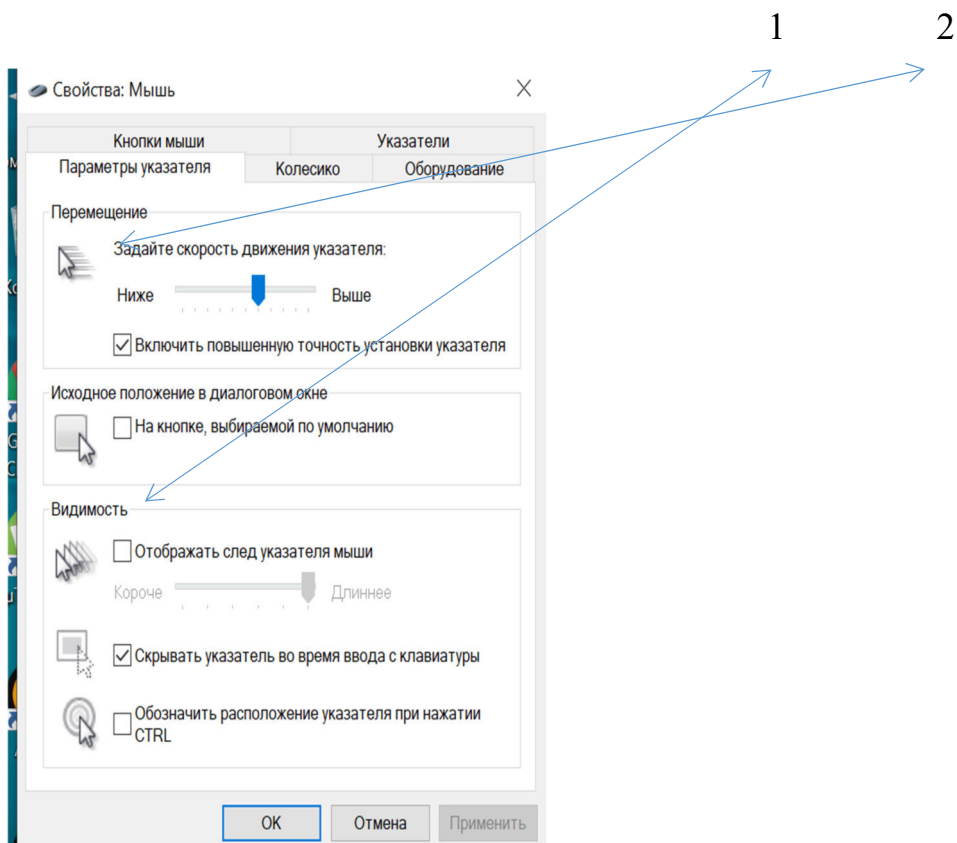 1 2
Свойства: Мышь
Кнопки мыши Указатели
Параметры указателя Колесико Оборудование
Перемещение
Задайте скорость движения указателя:
Ниже Выше
Включить повышенную точность установки указателя
Исходное положение в диалоговом окне
На кнопке, выбираемой по умолчанию
Видимость
Отображать след указателя мыши
Короче Длиннее
Скрывать указатель во время ввода с клавиатуры
Обозначить расположение указателя при нажатии
CTRL
OK Отмена Применить